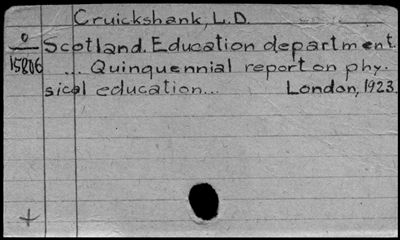 Cruickshank, L.D.
o Scotland. Education department.
15806 ... Quinquennial report on phy-
sical education... London, 1923.
+